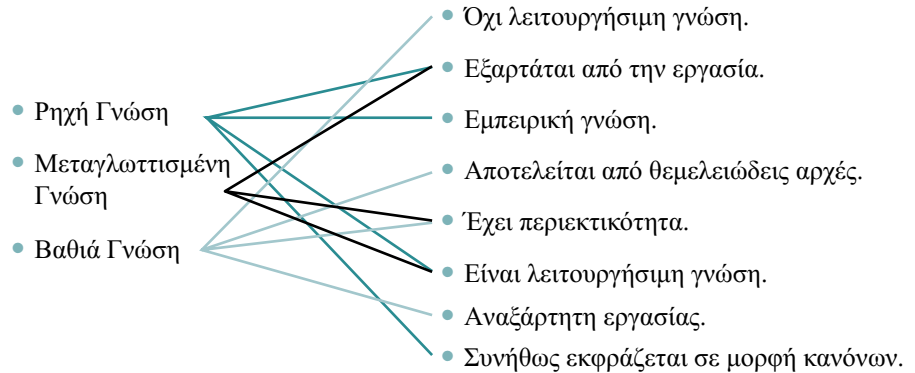 Ρηχή Γνώση
Μεταγλωττισμένη
Γνώση
Βαθιά Γνώση
Όχι λειτουργήσιμη γνώση.
Εξαρτάται από την εργασία.
Εμπειρική γνώση.
Αποτελείται από θεμελειώδεις αρχές.
Έχει περιεκτικότητα.
Είναι λειτουργήσιμη γνώση.
Αναξάρτητη εργασίας.
Συνήθως εκφράζεται σε μορφή κανόνων.